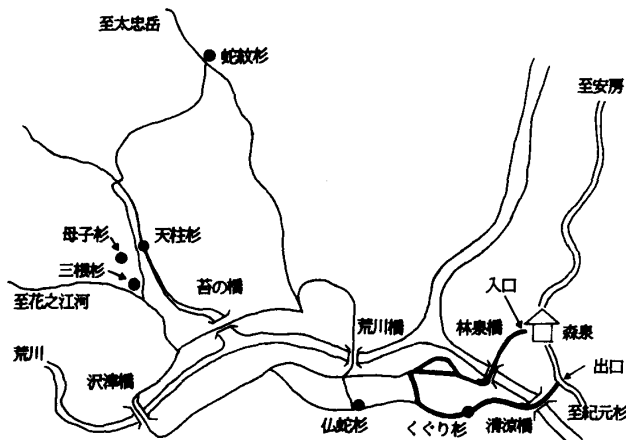 至太忠岳
蛇紋杉
至安房
母子杉
天柱杉
三根杉
苔の橋
至花之江河
入口
荒川橋
林泉橋
森泉
荒川
沢津橋
出口
仏蛇杉
くぐり杉
清涼橋
至紀元杉